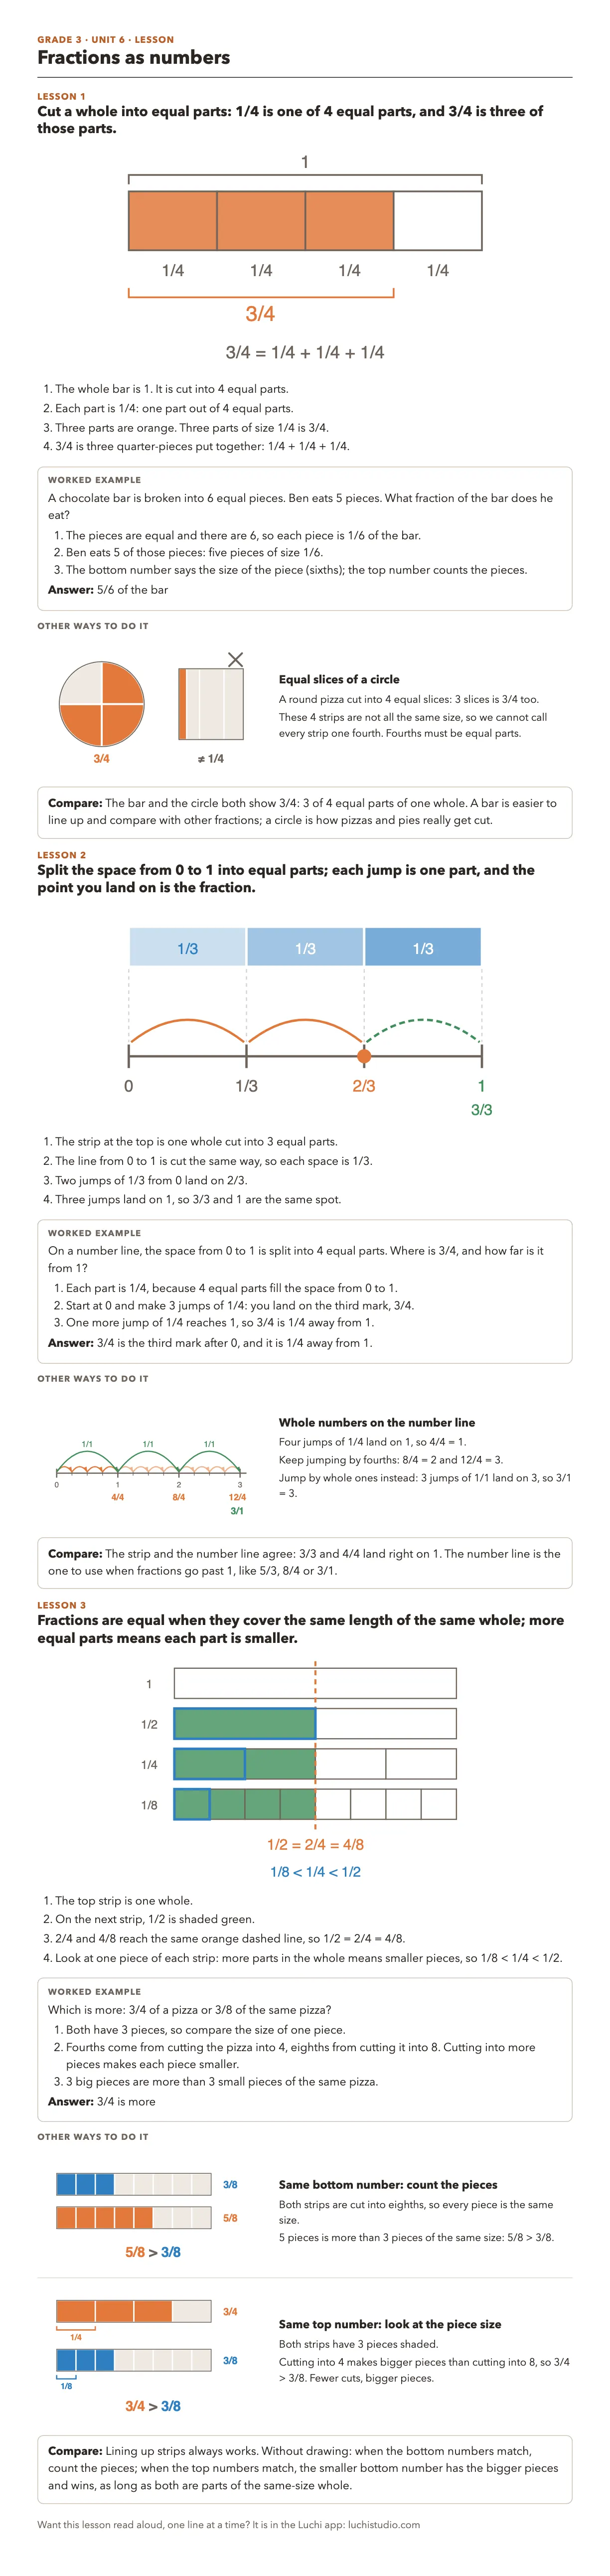 GRADE 3 · UNIT 6 · LESSON
Fractions as numbers
LESSON 1
Cut a whole into equal parts: 1/4 is one of 4 equal parts, and 3/4 is three of
those parts.
1
1/4 1/4 1/4 1/4
3/4
3/4 = 1/4 + 1/4 + 1/4
1. The whole bar is 1. It is cut into 4 equal parts.
2. Each part is 1/4: one part out of 4 equal parts.
3. Three parts are orange. Three parts of size 1/4 is 3/4.
4. 3/4 is three quarter-pieces put together: 1/4 + 1/4 + 1/4.
WORKED EXAMPLE
A chocolate bar is broken into 6 equal pieces. Ben eats 5 pieces. What fraction of the bar does he
eat?
1. The pieces are equal and there are 6, so each piece is 1/6 of the bar.
2. Ben eats 5 of those pieces: five pieces of size 1/6.
3. The bottom number says the size of the piece (sixths); the top number counts the pieces.
Answer: 5/6 of the bar
OTHER WAYS TO DO IT
3/4
≠ 1/4
Equal slices of a circle
A round pizza cut into 4 equal slices: 3 slices is 3/4 too.
These 4 strips are not all the same size, so we cannot call
every strip one fourth. Fourths must be equal parts.
Compare: The bar and the circle both show 3/4: 3 of 4 equal parts of one whole. A bar is easier to
line up and compare with other fractions; a circle is how pizzas and pies really get cut.
LESSON 2
Split the space from 0 to 1 into equal parts; each jump is one part, and the
point you land on is the fraction.
1/3 1/3 1/3
0 1/3 2/3 1
3/3
1. The strip at the top is one whole cut into 3 equal parts.
2. The line from 0 to 1 is cut the same way, so each space is 1/3.
3. Two jumps of 1/3 from 0 land on 2/3.
4. Three jumps land on 1, so 3/3 and 1 are the same spot.
WORKED EXAMPLE
On a number line, the space from 0 to 1 is split into 4 equal parts. Where is 3/4, and how far is it
from 1?
1. Each part is 1/4, because 4 equal parts fill the space from 0 to 1.
2. Start at 0 and make 3 jumps of 1/4: you land on the third mark, 3/4.
3. One more jump of 1/4 reaches 1, so 3/4 is 1/4 away from 1.
Answer: 3/4 is the third mark after 0, and it is 1/4 away from 1.
OTHER WAYS TO DO IT
1/1 1/1 1/1
0 1 2 3
4/4 8/4 12/4
3/1
Whole numbers on the number line
Four jumps of 1/4 land on 1, so 4/4 = 1.
Keep jumping by fourths: 8/4 = 2 and 12/4 = 3.
Jump by whole ones instead: 3 jumps of 1/1 land on 3, so 3/1
= 3.
Compare: The strip and the number line agree: 3/3 and 4/4 land right on 1. The number line is the
one to use when fractions go past 1, like 5/3, 8/4 or 3/1.
LESSON 3
Fractions are equal when they cover the same length of the same whole; more
equal parts means each part is smaller.
1
1/2
1/4
1/8
1/2 = 2/4 = 4/8
1/8 < 1/4 < 1/2
1. The top strip is one whole.
2. On the next strip, 1/2 is shaded green.
3. 2/4 and 4/8 reach the same orange dashed line, so 1/2 = 2/4 = 4/8.
4. Look at one piece of each strip: more parts in the whole means smaller pieces, so 1/8 < 1/4 < 1/2.
WORKED EXAMPLE
Which is more: 3/4 of a pizza or 3/8 of the same pizza?
1. Both have 3 pieces, so compare the size of one piece.
2. Fourths come from cutting the pizza into 4, eighths from cutting it into 8. Cutting into more
pieces makes each piece smaller.
3. 3 big pieces are more than 3 small pieces of the same pizza.
Answer: 3/4 is more
OTHER WAYS TO DO IT
3/8
5/8
5/8 > 3/8
Same bottom number: count the pieces
Both strips are cut into eighths, so every piece is the same
size.
5 pieces is more than 3 pieces of the same size: 5/8 > 3/8.
3/4
1/4
3/8
1/8
3/4 > 3/8
Same top number: look at the piece size
Both strips have 3 pieces shaded.
Cutting into 4 makes bigger pieces than cutting into 8, so 3/4
> 3/8. Fewer cuts, bigger pieces.
Compare: Lining up strips always works. Without drawing: when the bottom numbers match,
count the pieces; when the top numbers match, the smaller bottom number has the bigger pieces
and wins, as long as both are parts of the same-size whole.
Want this lesson read aloud, one line at a time? It is in the Luchi app: luchistudio.com